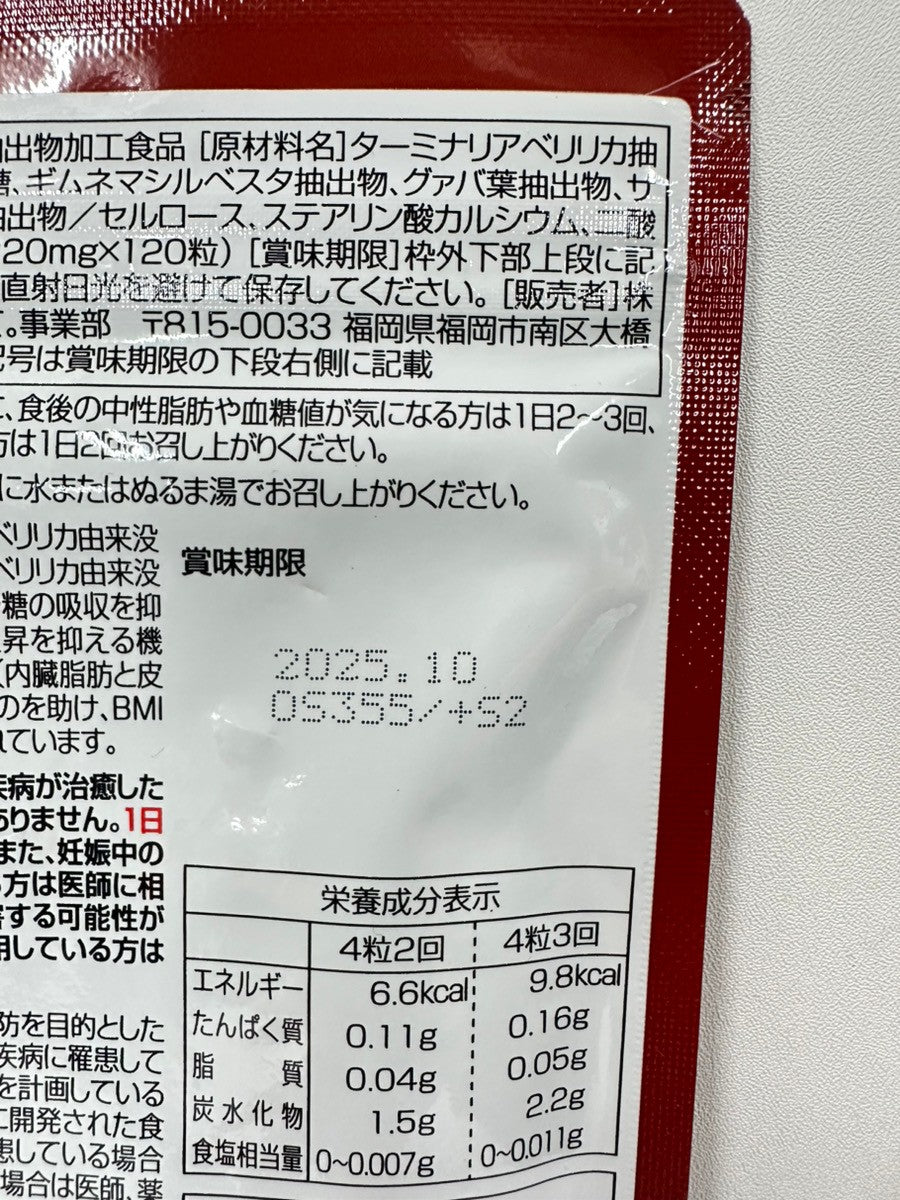 出物加工食品 [原材料名]ターミナリアベリリカ抽
糖、ギムネマシルベスタ抽出物、グァバ葉抽出物、サ
出物／セルロース、ステアリン酸カルシウム、二酸
20mg×120粒) [賞味期限]枠外下部上段に記
直射日光を避けて保存してください。[販売者]株
。事業部 〒815-0033 福岡県福岡市南区大橋
号は賞味期限の下段右側に記載
、食後の中性脂肪や血糖値が気になる方は1日2～3回、
方は1日2回お召し上がりください。
に水またはぬるま湯でお召し上がりください。
ベリリカ由来没
ベリリカ由来没
糖の吸収を抑
昇を抑える機
(内臓脂肪と皮
のを助け、BMI
れています。
疾病が治癒した
ありません。1日
また、妊娠中の
方は医師に相
害する可能性が
用している方は
防を目的とした
疾病に罹患して
を計画している
に開発された食
患している場合
場合は医師、薬
賞味期限
2025.10
0S355/+S2
栄養成分表示
4粒2回 4粒3回
エネルギー 6.6kcal 9.8kcal
たんぱく質 0.11g 0.16g
脂質 0.04g 0.05g
炭水化物 1.5g 2.2g
食塩相当量 0~0.007g 0~0.011g